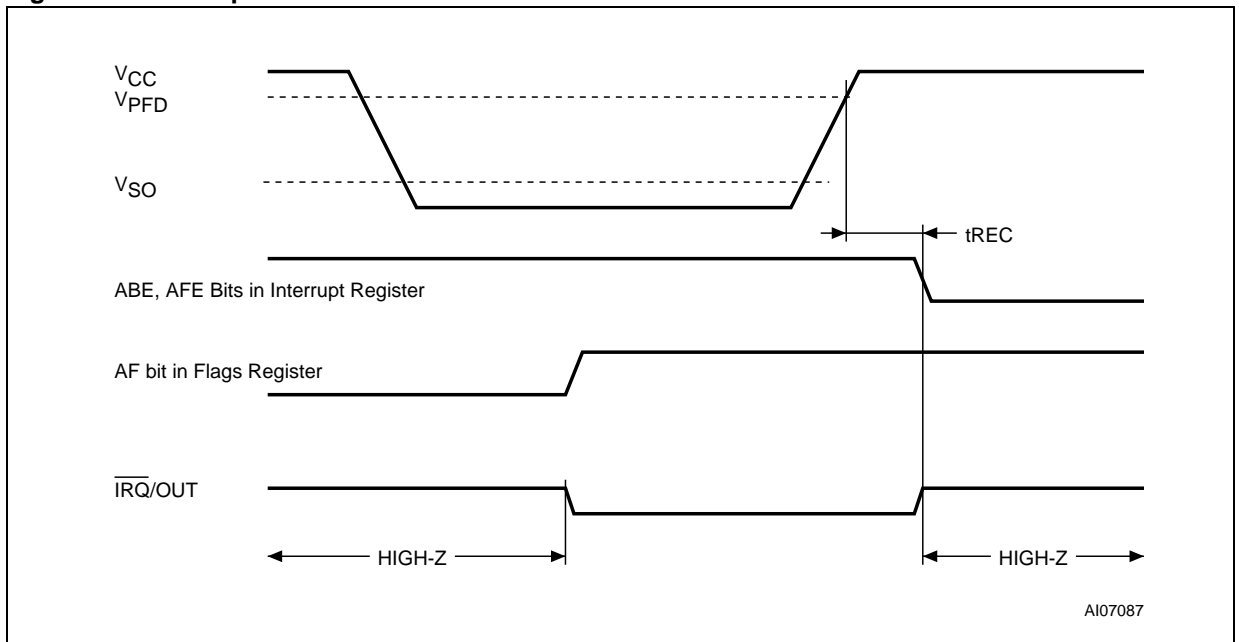 VCC
VPFD
VSO
tREC
ABE, AFE Bits in Interrupt Register
AF bit in Flags Register
IRQ/OUT
HIGH-Z
HIGH-Z
AI07087